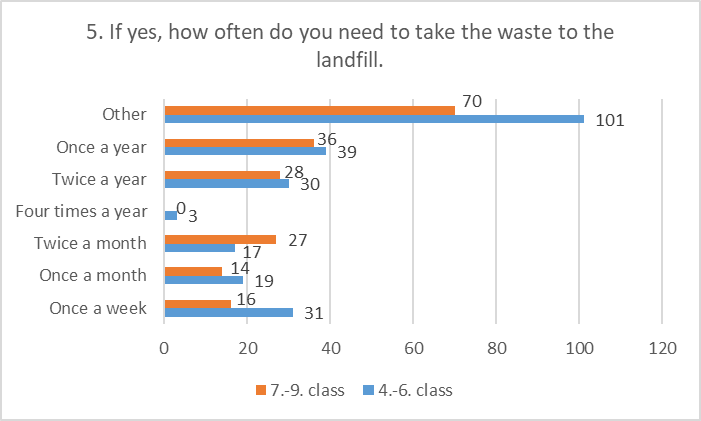 5. If yes, how often do you need to take the waste to the
landfill.
Other
70
101
Once a year
36
39
Twice a year
28
30
Four times a year
0
3
Twice a month
27
17
Once a month
14
19
Once a week
16
31
0 20 40 60 80 100 120
7.-9. class 4.-6. class